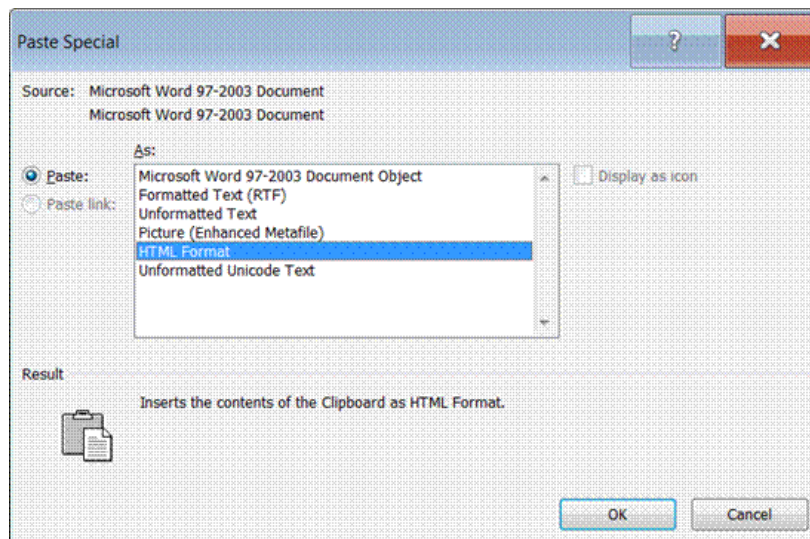 Paste Special
Source: Microsoft Word 97-2003 Document
Microsoft Word 97-2003 Document
As:
Paste:
Paste link:
Microsoft Word 97-2003 Document Object
Formatted Text (RTF)
Unformatted Text
Picture (Enhanced Metafile)
HTML Format
Unformatted Unicode Text
Display as icon
Result
Inserts the contents of the Clipboard as HTML Format.
OK
Cancel